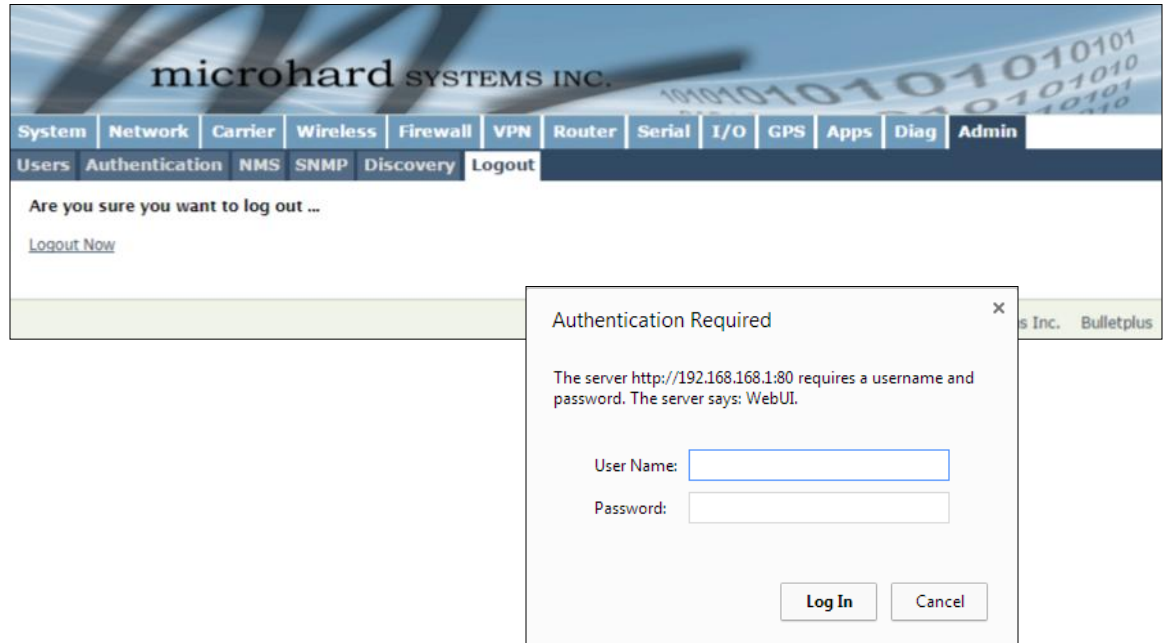 microhard SYSTEMS INC.
System Network Carrier Wireless Firewall VPN Router Serial I/O GPS Apps Diag Admin
Users Authentication NMS SNMP Discovery Logout
Are you sure you want to log out ...
Logout Now
s Inc. Bulletplus
Authentication Required
The server http://192.168.168.1:80 requires a username and
password. The server says: WebUI.
User Name:
Password:
Log In Cancel